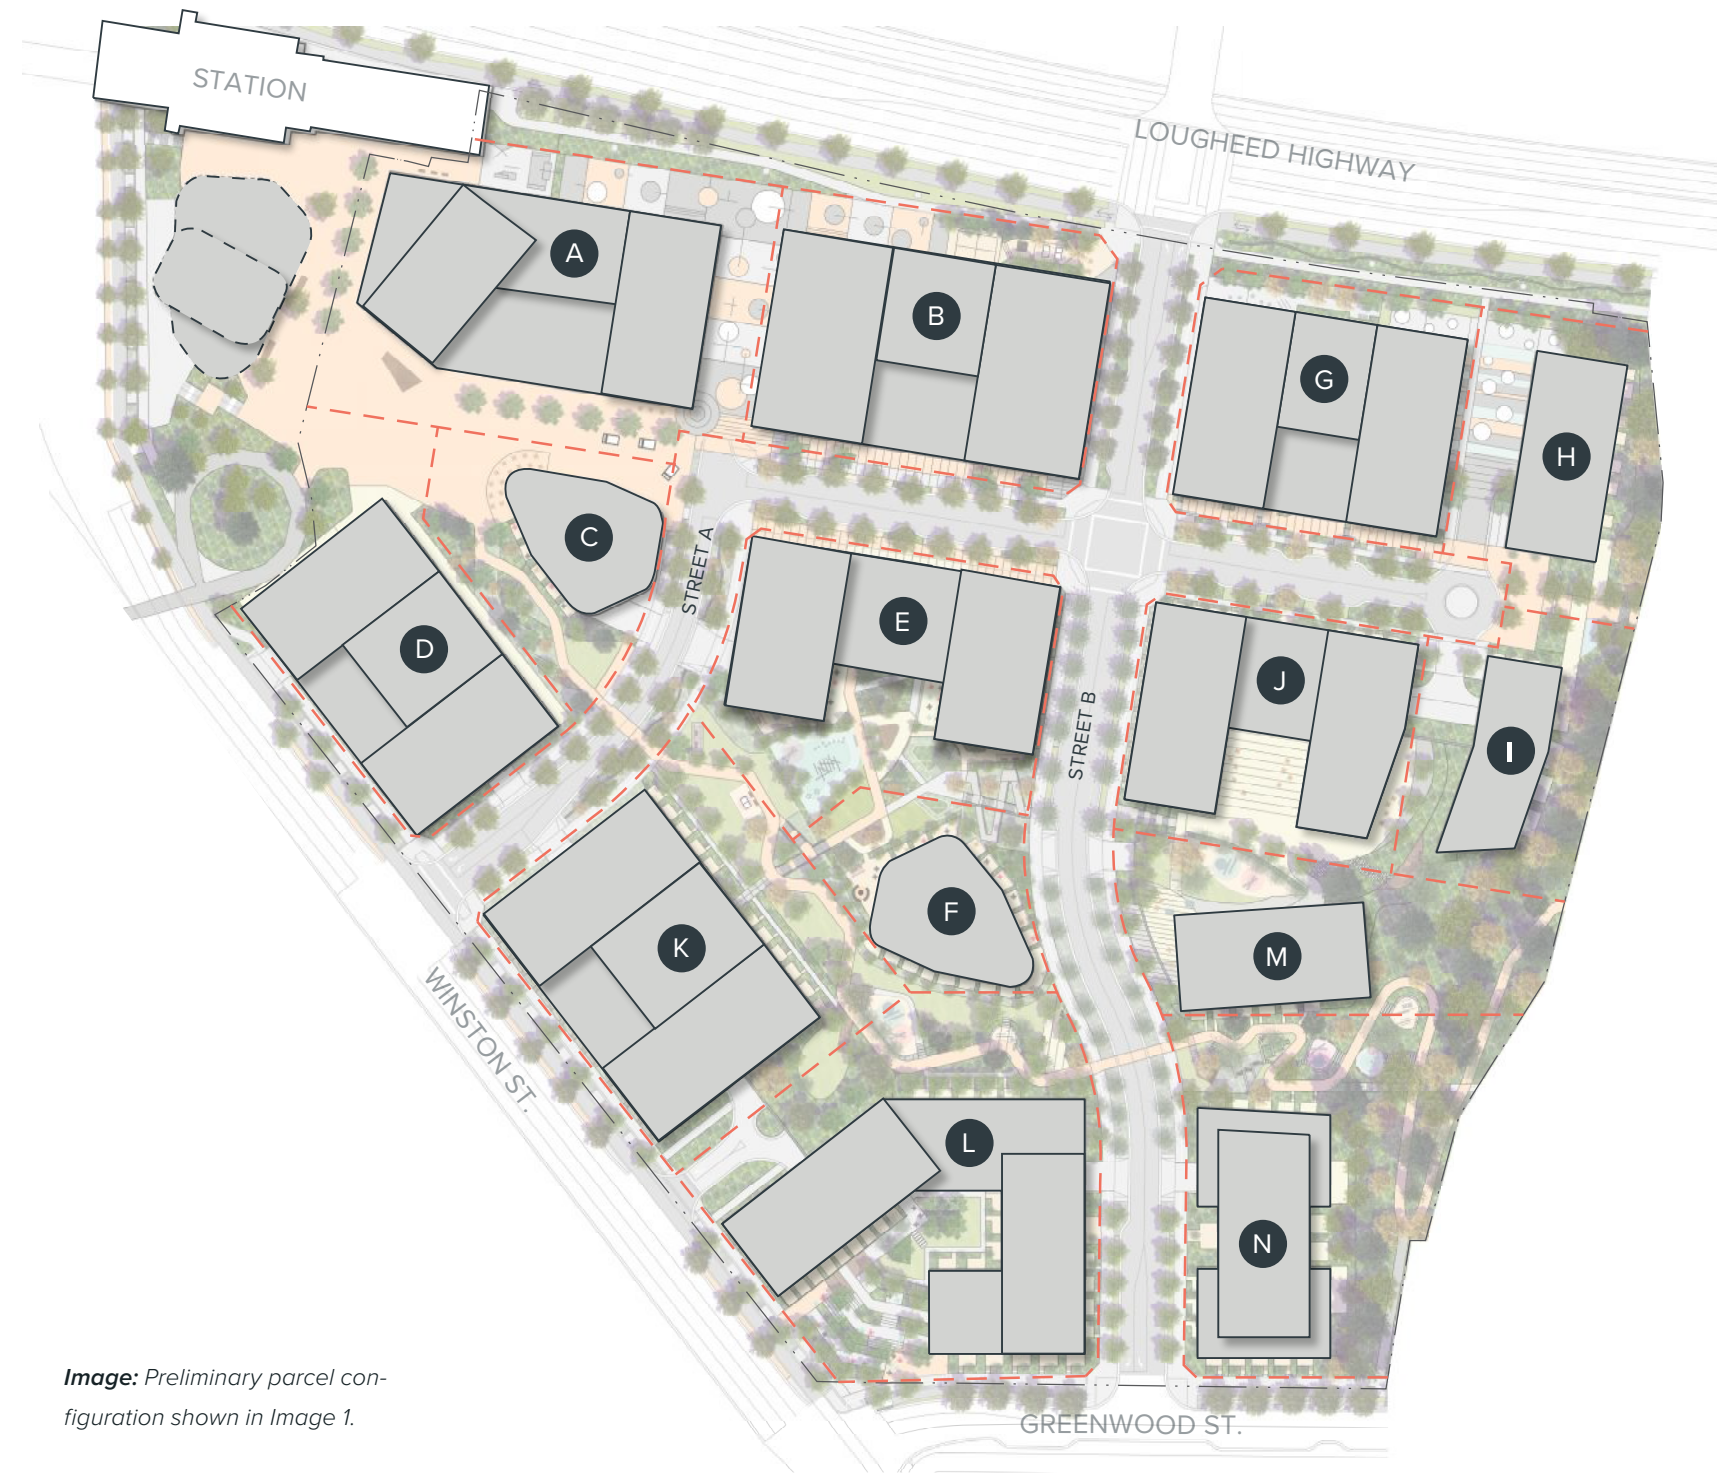 STATION
LOUGHEED HIGHWAY
A
B
G
H
C
STREET A
D
E
J
I
STREET B
F
K
M
WINSTON ST.
L
N
Image: Preliminary parcel con-
figuration shown in Image 1.
GREENWOOD ST.